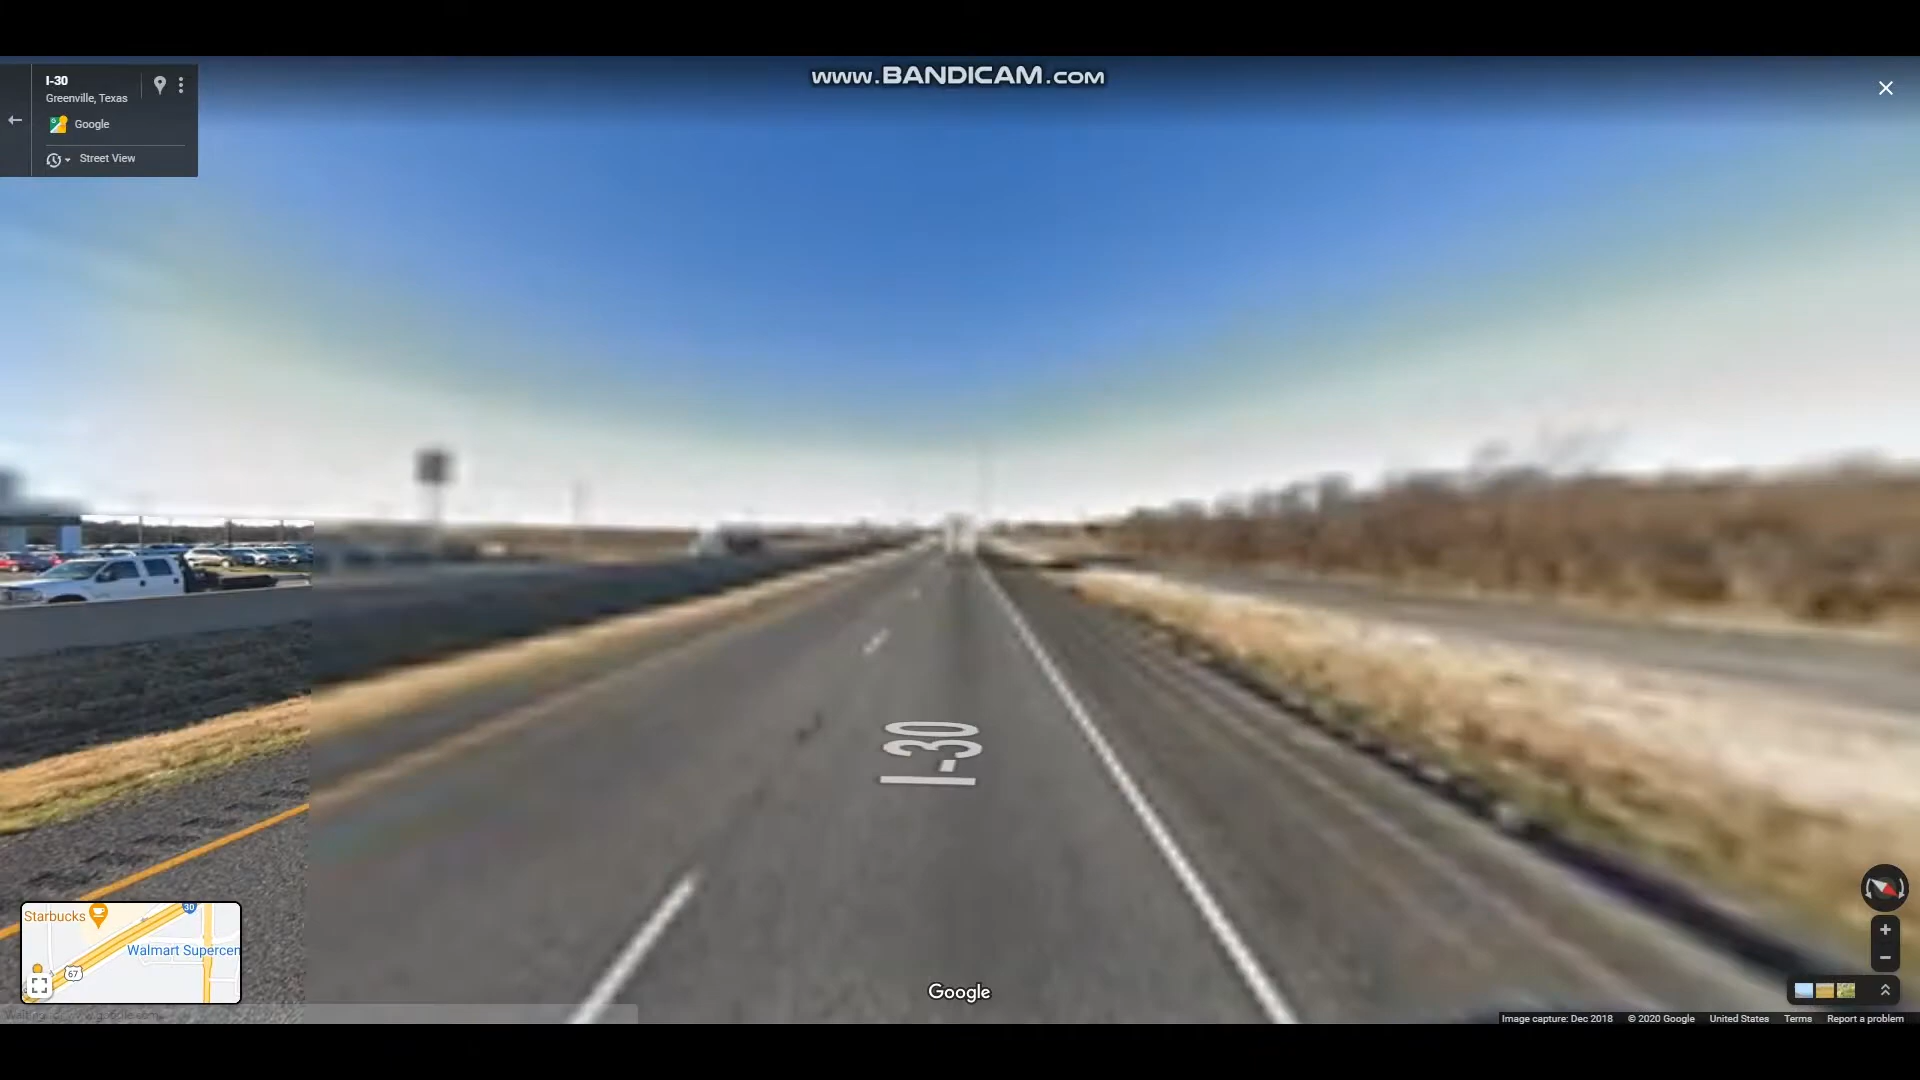 www.BANDICAM.com
I-30
Greenville, Texas
Google
Street View
I-30
Starbucks
30
Walmart Supercen
67
Google
Image capture: Dec 2018 © 2020 Google United States Terms Report a problem